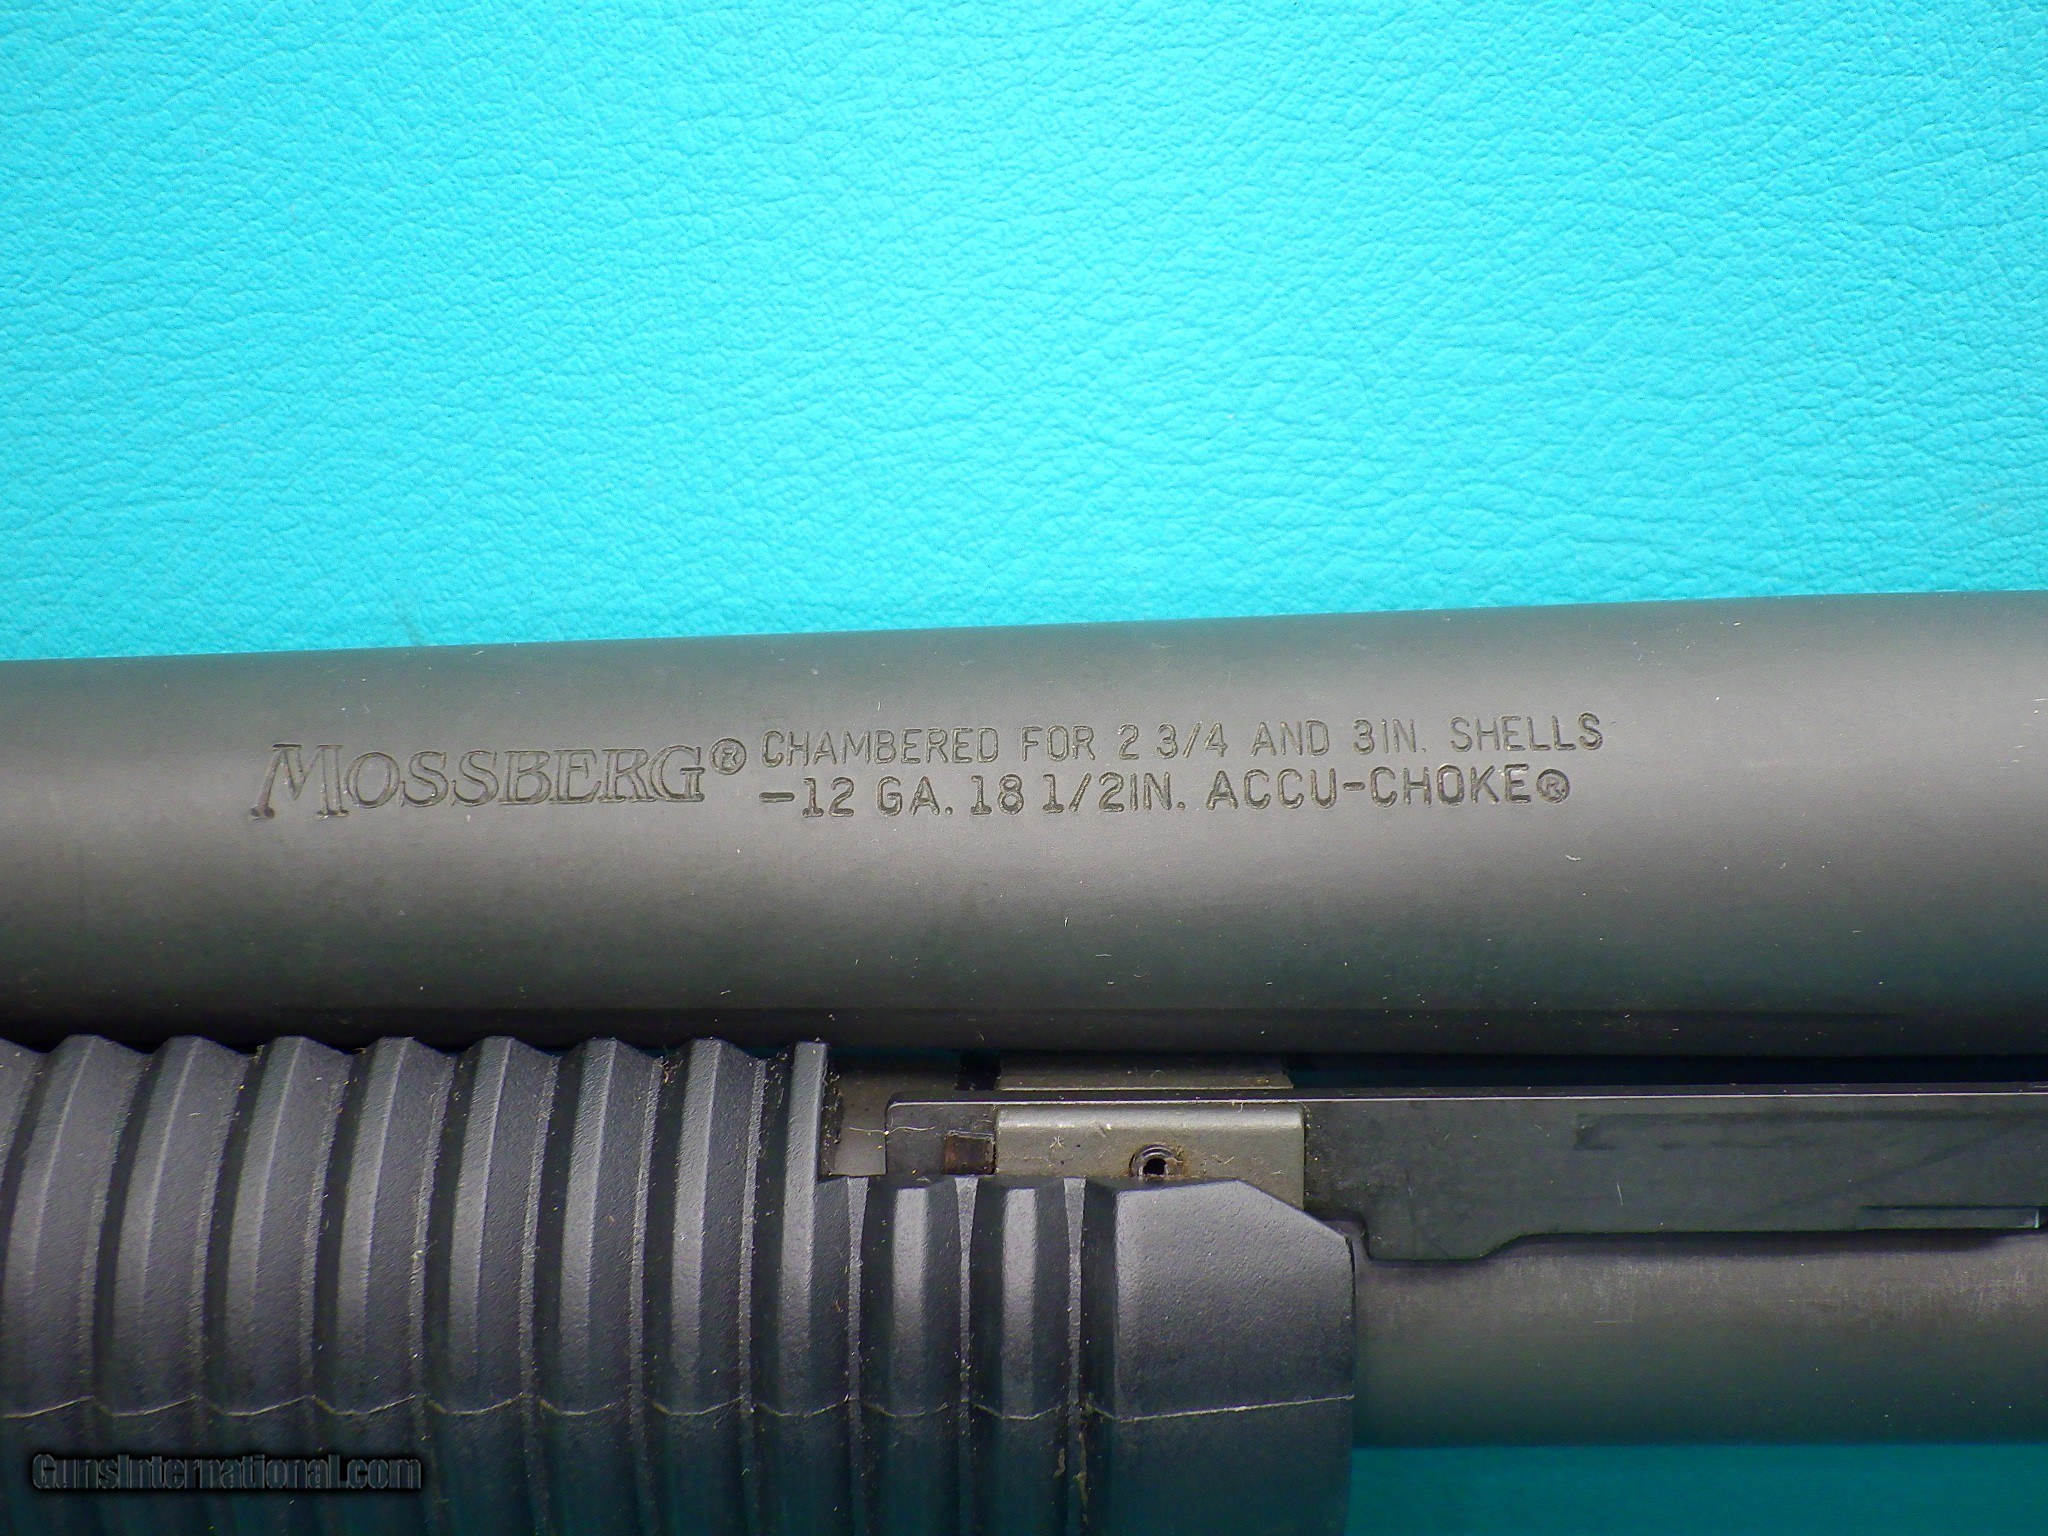 MOSSBERG® CHAMBERED FOR 2 3/4 AND 3IN. SHELLS
-12 GA. 18 1/2IN. ACCU-CHOKE®
GunsInternational.com